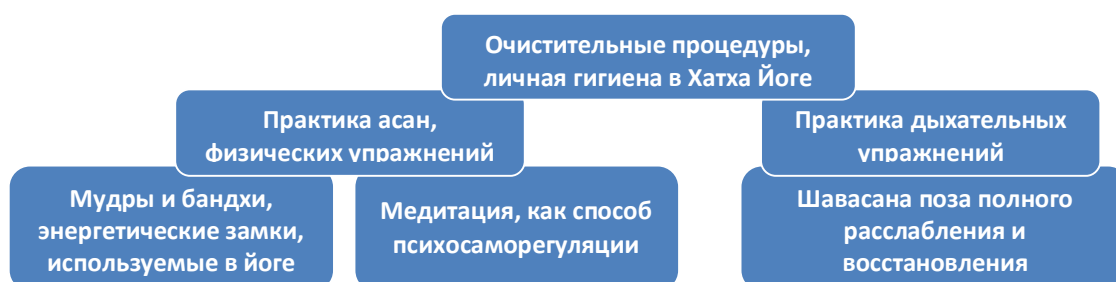 Очистительные процедуры,
личная гигиена в Хатха Йоге
Практика асан,
физических упражнений
Практика дыхательных
упражнений
Мудры и бандхи,
энергетические замки,
используемые в йоге
Медитация, как способ
психосаморегуляции
Шавасана поза полного
расслабления и
восстановления